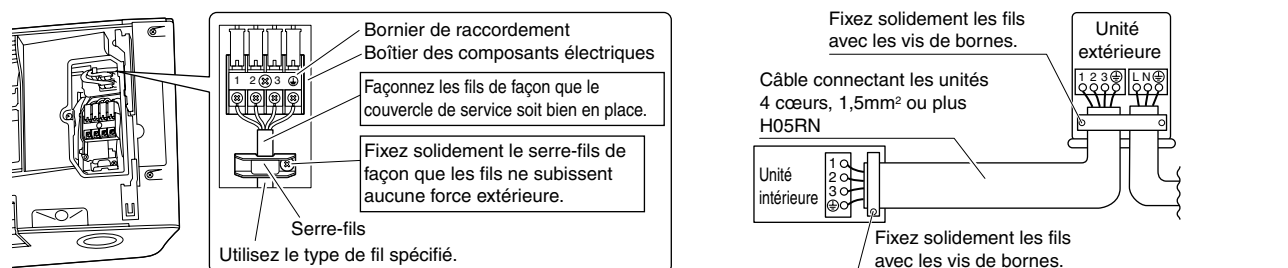 Bornier de raccordement
Boîtier des composants électriques
1 2 3
Façonnez les fils de façon que le
couvercle de service soit bien en place.
Fixez solidement le serre-fils de
façon que les fils ne subissent
aucune force extérieure.
Serre-fils
Utilisez le type de fil spécifié.
Fixez solidement les fils
avec les vis de bornes.
Unité
extérieure
1 2 3 L N
Câble connectant les unités
4 cœurs, 1,5mm² ou plus
H05RN
Unité
intérieure
1
2
3
Fixez solidement les fils
avec les vis de bornes.